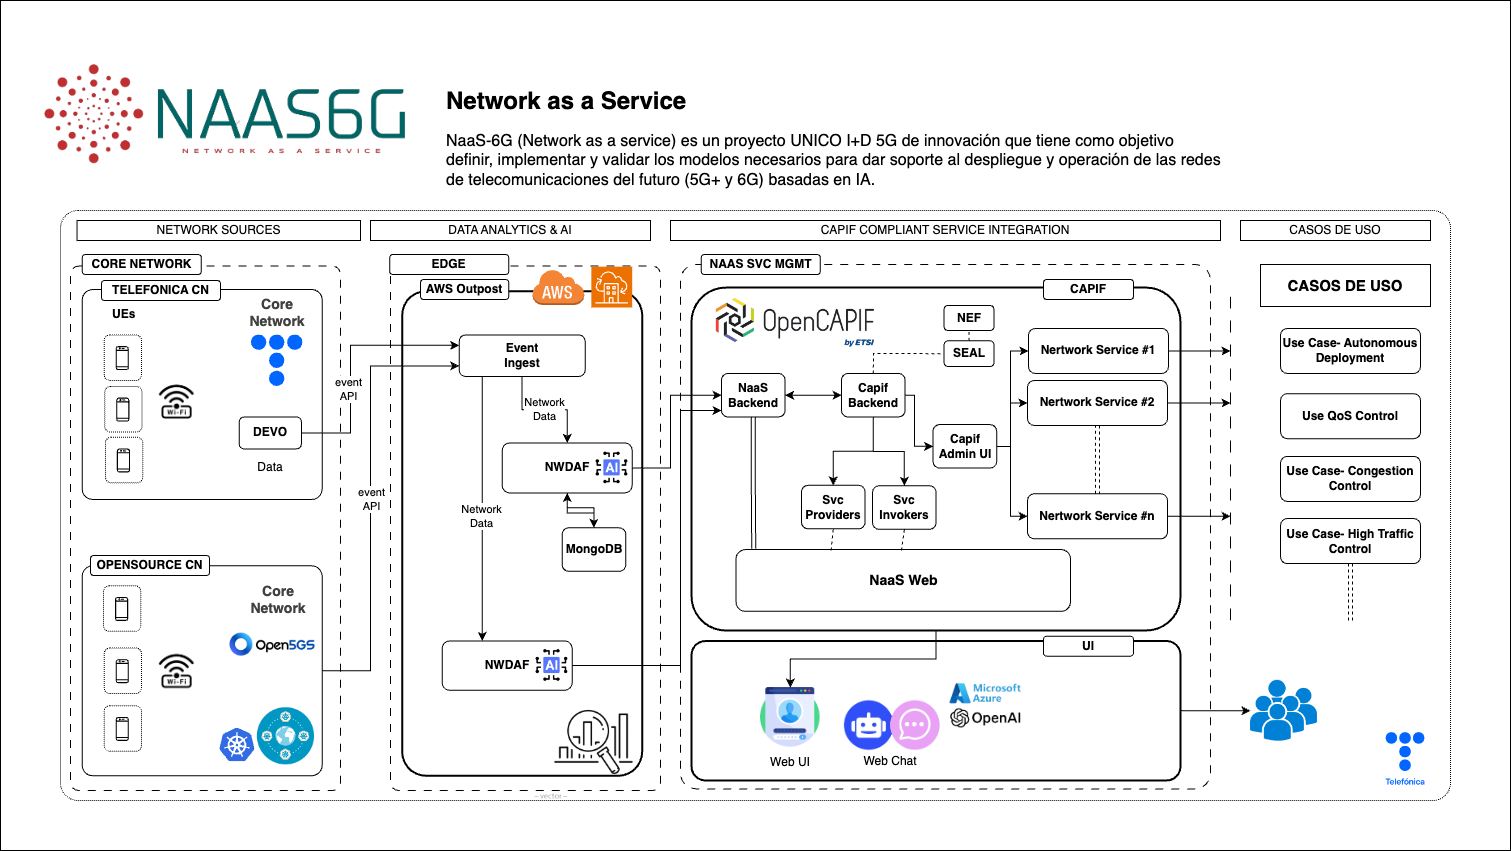 NAAS6G
NETWORK AS A SERVICE
Network as a Service
NaaS-6G (Network as a service) es un proyecto UNICO I+D 5G de innovación que tiene como objetivo
definir, implementar y validar los modelos necesarios para dar soporte al despliegue y operación de las redes
de telecomunicaciones del futuro (5G+ y 6G) basadas en IA.
NETWORK SOURCES
DATA ANALYTICS & AI
CAPIF COMPLIANT SERVICE INTEGRATION
CASOS DE USO
CORE NETWORK
TELEFONICA CN
UEs
Core
Network
Wi-Fi
DEVO
Data
event
API
event
API
OPENSOURCE CN
Core
Network
Open5GS
Wi-Fi
EDGE
AWS Outpost
AWS
Event
Ingest
Network
Data
NWDAF
AI
Network
Data
MongoDB
NWDAF
AI
vector
NAAS SVC MGMT
CAPIF
OpenCAPIF
by ETSI
NEF
SEAL
NaaS
Backend
Capif
Backend
Capif
Admin UI
Svc
Providers
Svc
Invokers
NaaS Web
Nertwork Service #1
Nertwork Service #2
Nertwork Service #n
UI
Web UI
Web Chat
Microsoft
Azure
OpenAI
CASOS DE USO
Use Case- Autonomous
Deployment
Use QoS Control
Use Case- Congestion
Control
Use Case- High Traffic
Control
Telefónica